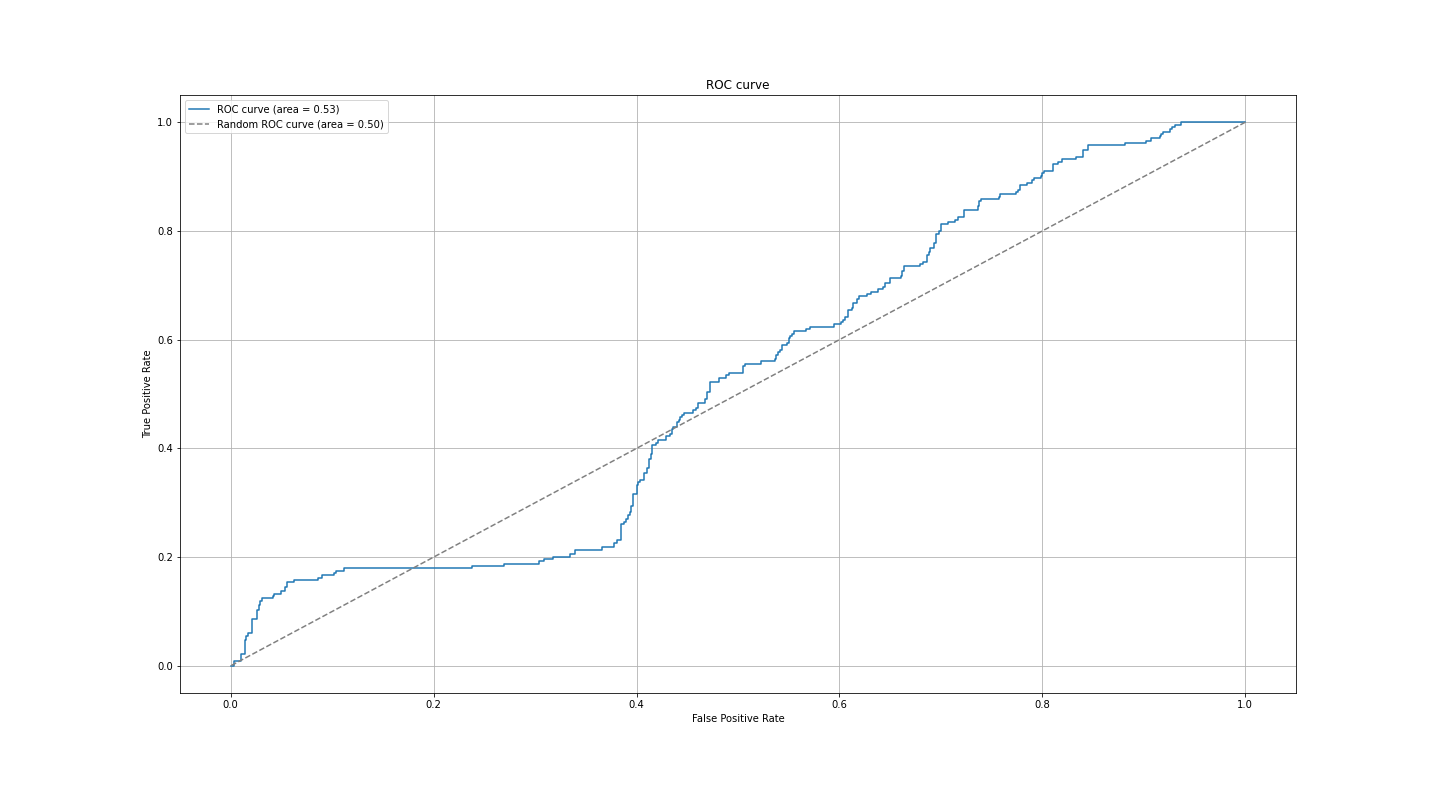 ROC curve
ROC curve (area = 0.53)
Random ROC curve (area = 0.50)
1.0
0.8
0.6
0.4
0.2
0.0
True Positive Rate
0.0 0.2 0.4 0.6 0.8 1.0
False Positive Rate